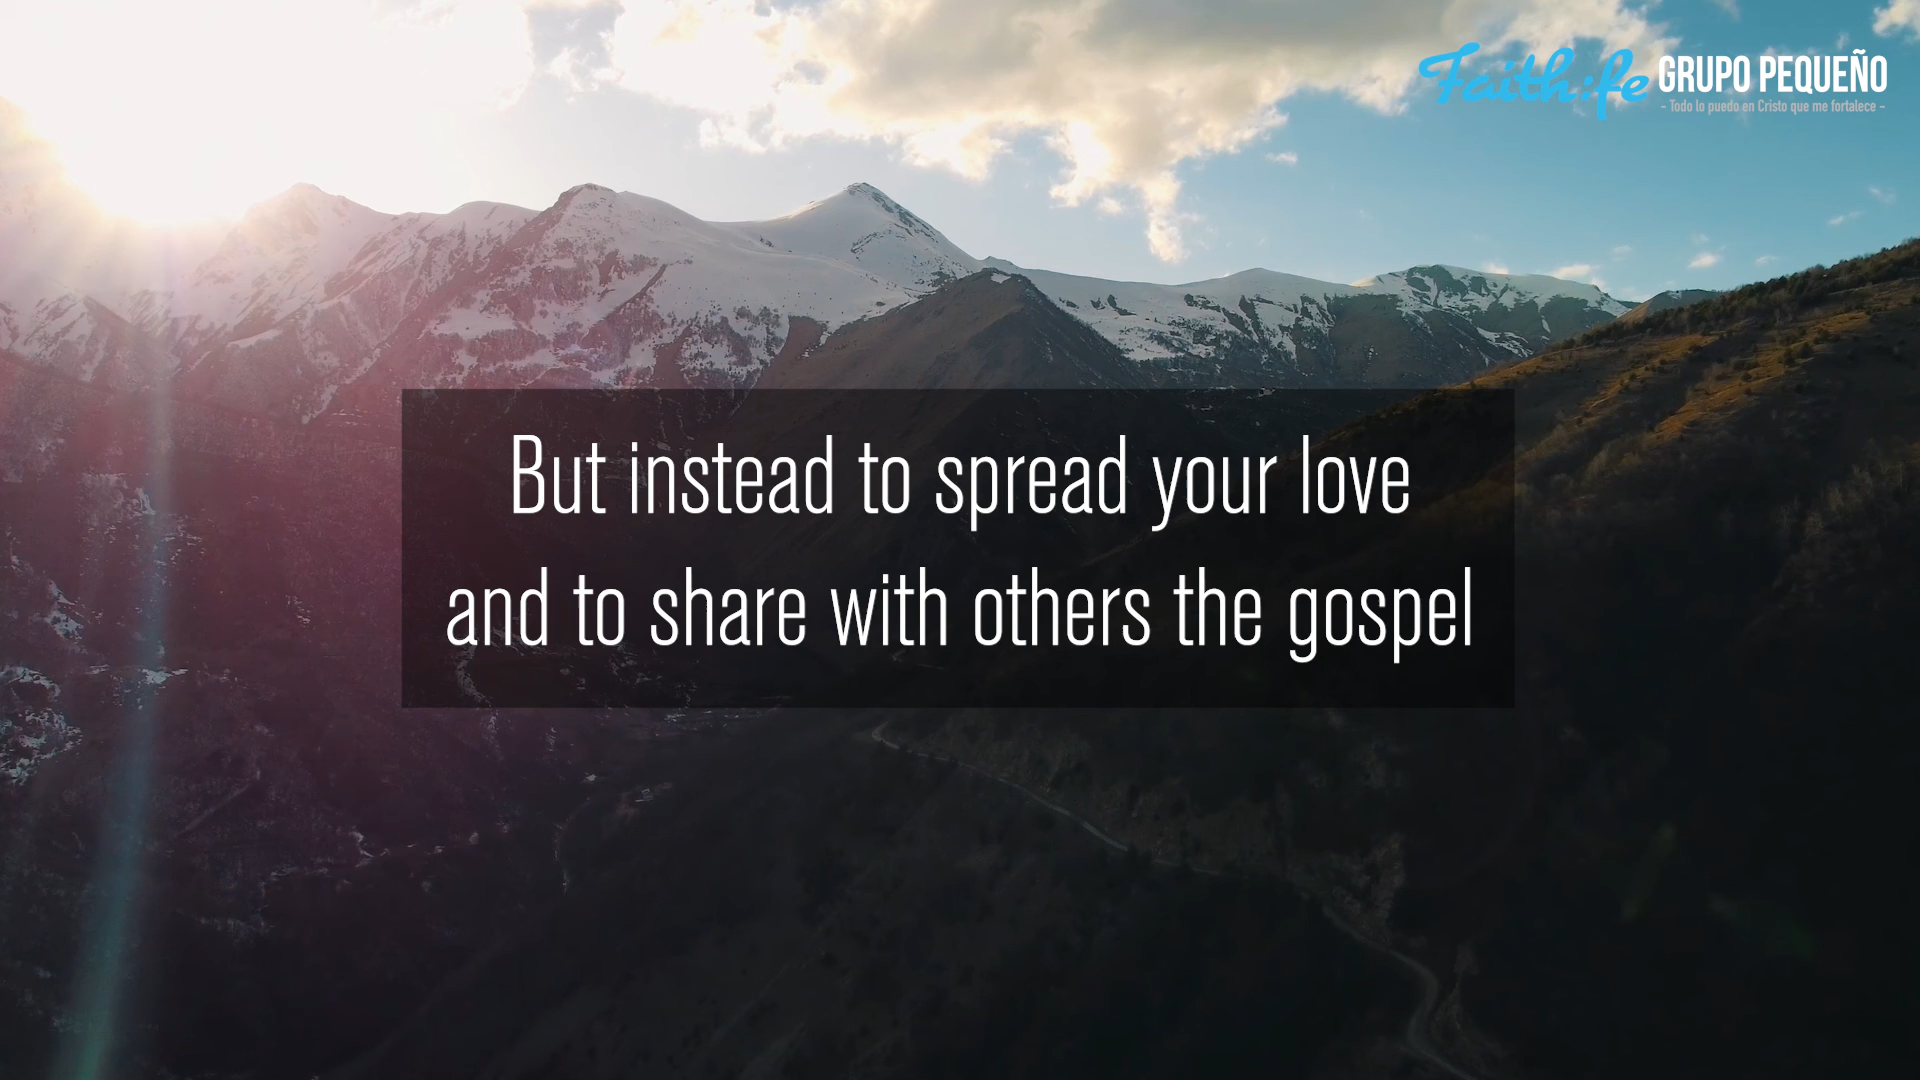 Faith:fe GRUPO PEQUEÑO
- Todo lo puedo en Cristo que me fortalece -
But instead to spread your love
and to share with others the gospel